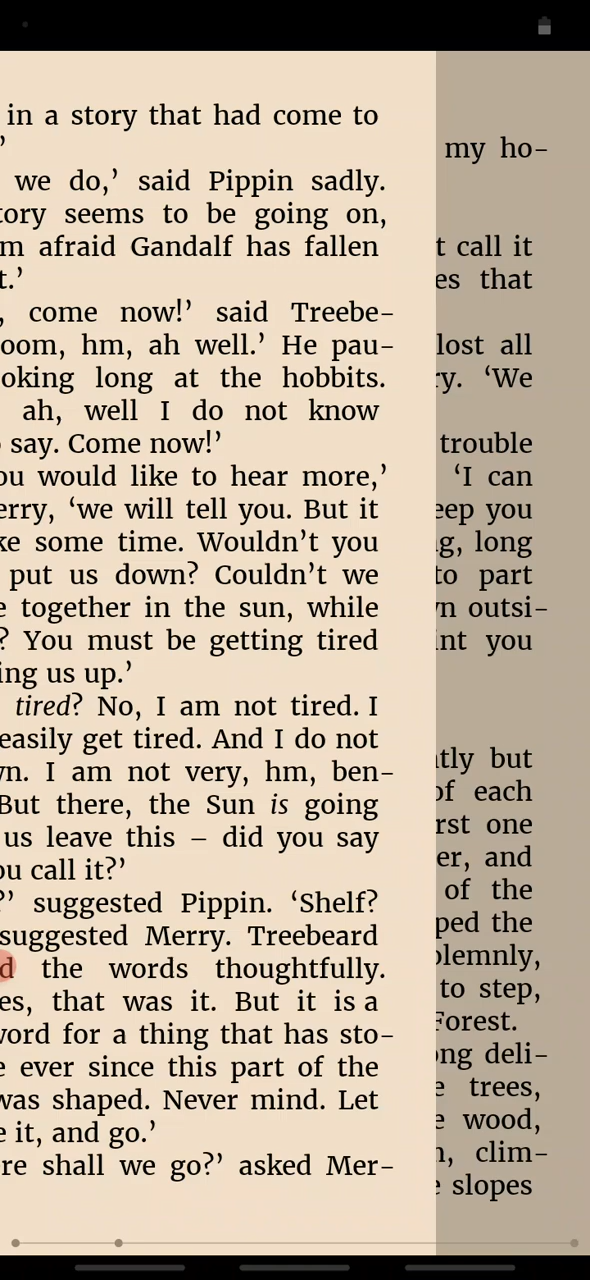 in a story that had come to
’
we do,’ said Pippin sadly.
tory seems to be going on,
m afraid Gandalf has fallen
t.’
, come now!’ said Treebe-
oom, hm, ah well.’ He pau-
oking long at the hobbits.
ah, well I do not know
say. Come now!’
ou would like to hear more,’
erry, ‘we will tell you. But it
ke some time. Wouldn’t you
put us down? Couldn’t we
e together in the sun, while
? You must be getting tired
ing us up.’
tired? No, I am not tired. I
easily get tired. And I do not
wn. I am not very, hm, ben-
But there, the Sun is going
us leave this – did you say
ou call it?’
?’ suggested Pippin. ‘Shelf?
suggested Merry. Treebeard
d the words thoughtfully.
es, that was it. But it is a
word for a thing that has sto-
e ever since this part of the
was shaped. Never mind. Let
e it, and go.’
re shall we go?’ asked Mer-
my ho-
t call it
es that
lost all
ry. ‘We
trouble
‘I can
eep you
ng, long
to part
wn outsi-
int you
ntly but
of each
rst one
er, and
of the
ped the
olemnly,
to step,
Forest.
ong deli-
e trees,
e wood,
n, clim-
e slopes